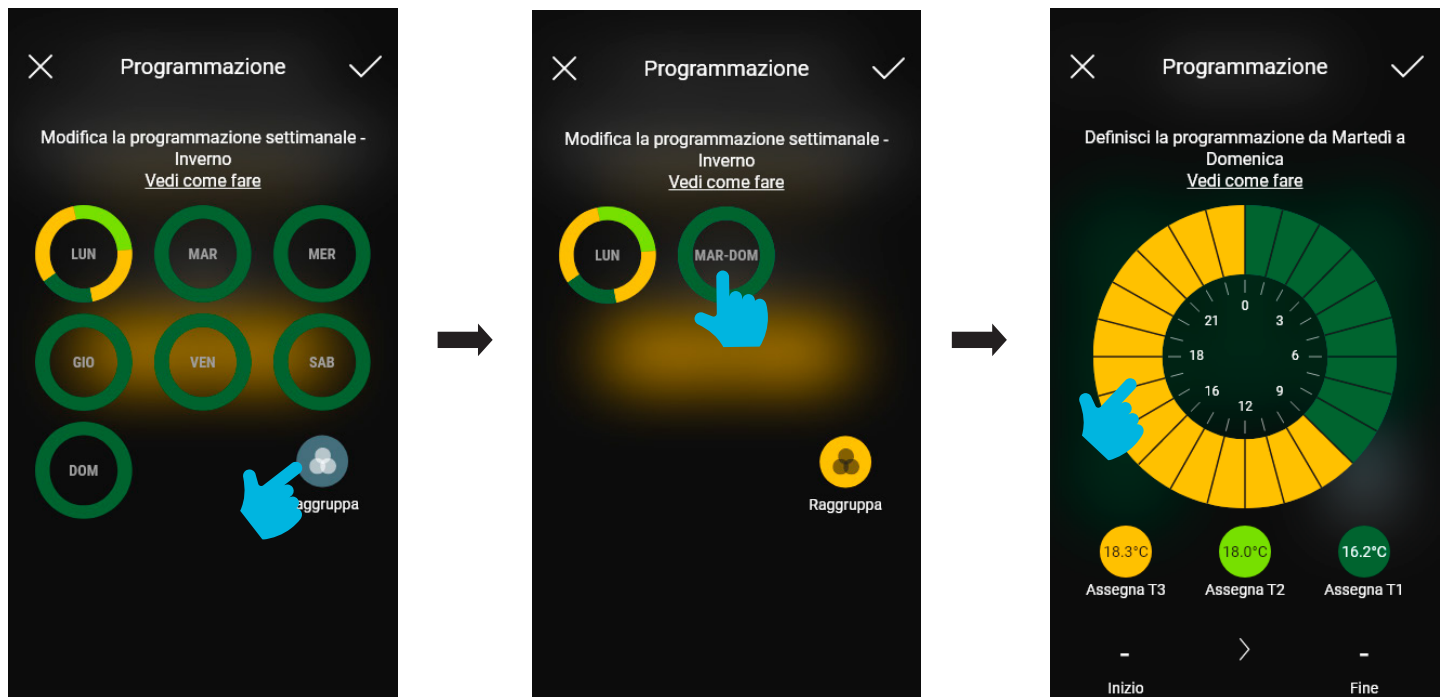 Programmazione
Modifica la programmazione settimanale -
Inverno
Vedi come fare
LUN
MAR
MER
GIO
VEN
SAB
DOM
aggruppa
Programmazione
Modifica la programmazione settimanale -
Inverno
Vedi come fare
LUN
MAR-DOM
Raggruppa
Programmazione
Definisci la programmazione da Martedì a
Domenica
Vedi come fare
0
21
3
18
6
16
9
12
18.3°C
18.0°C
16.2°C
Assegna T3
Assegna T2
Assegna T1
-
-
Inizio
Fine